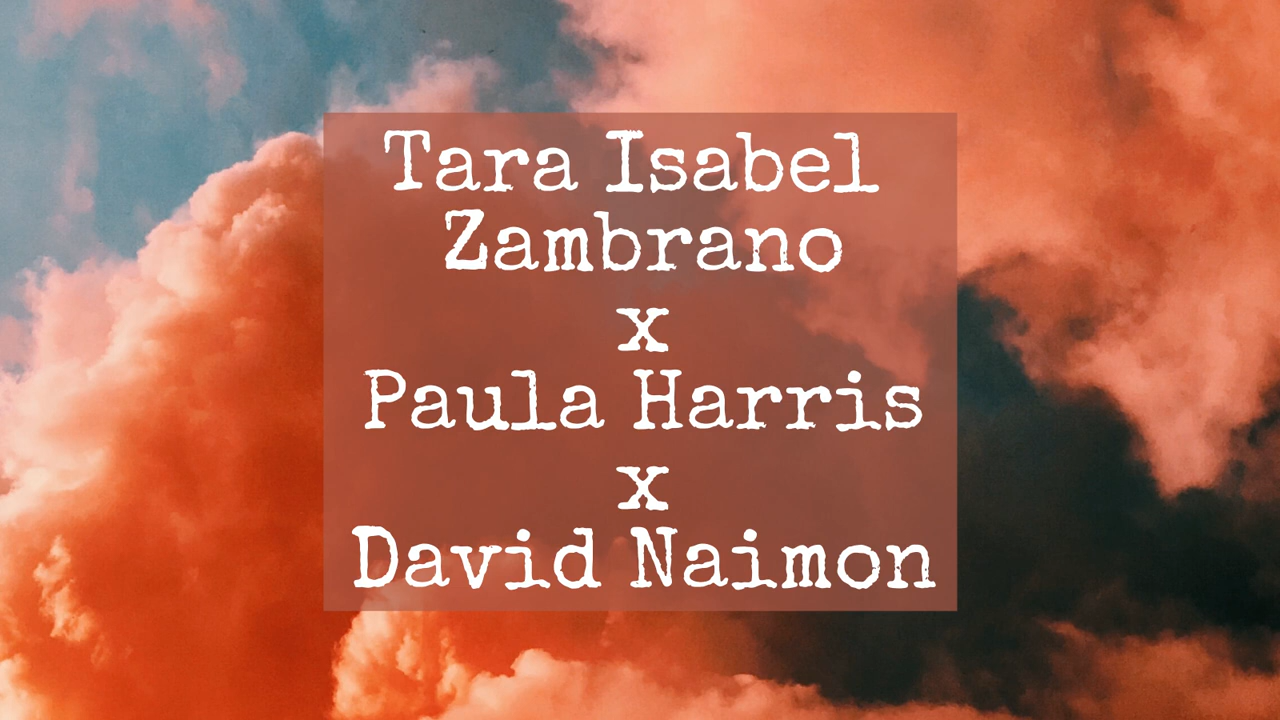 Tara Isabel
Zambrano
x
Paula Harris
x
David Naimon